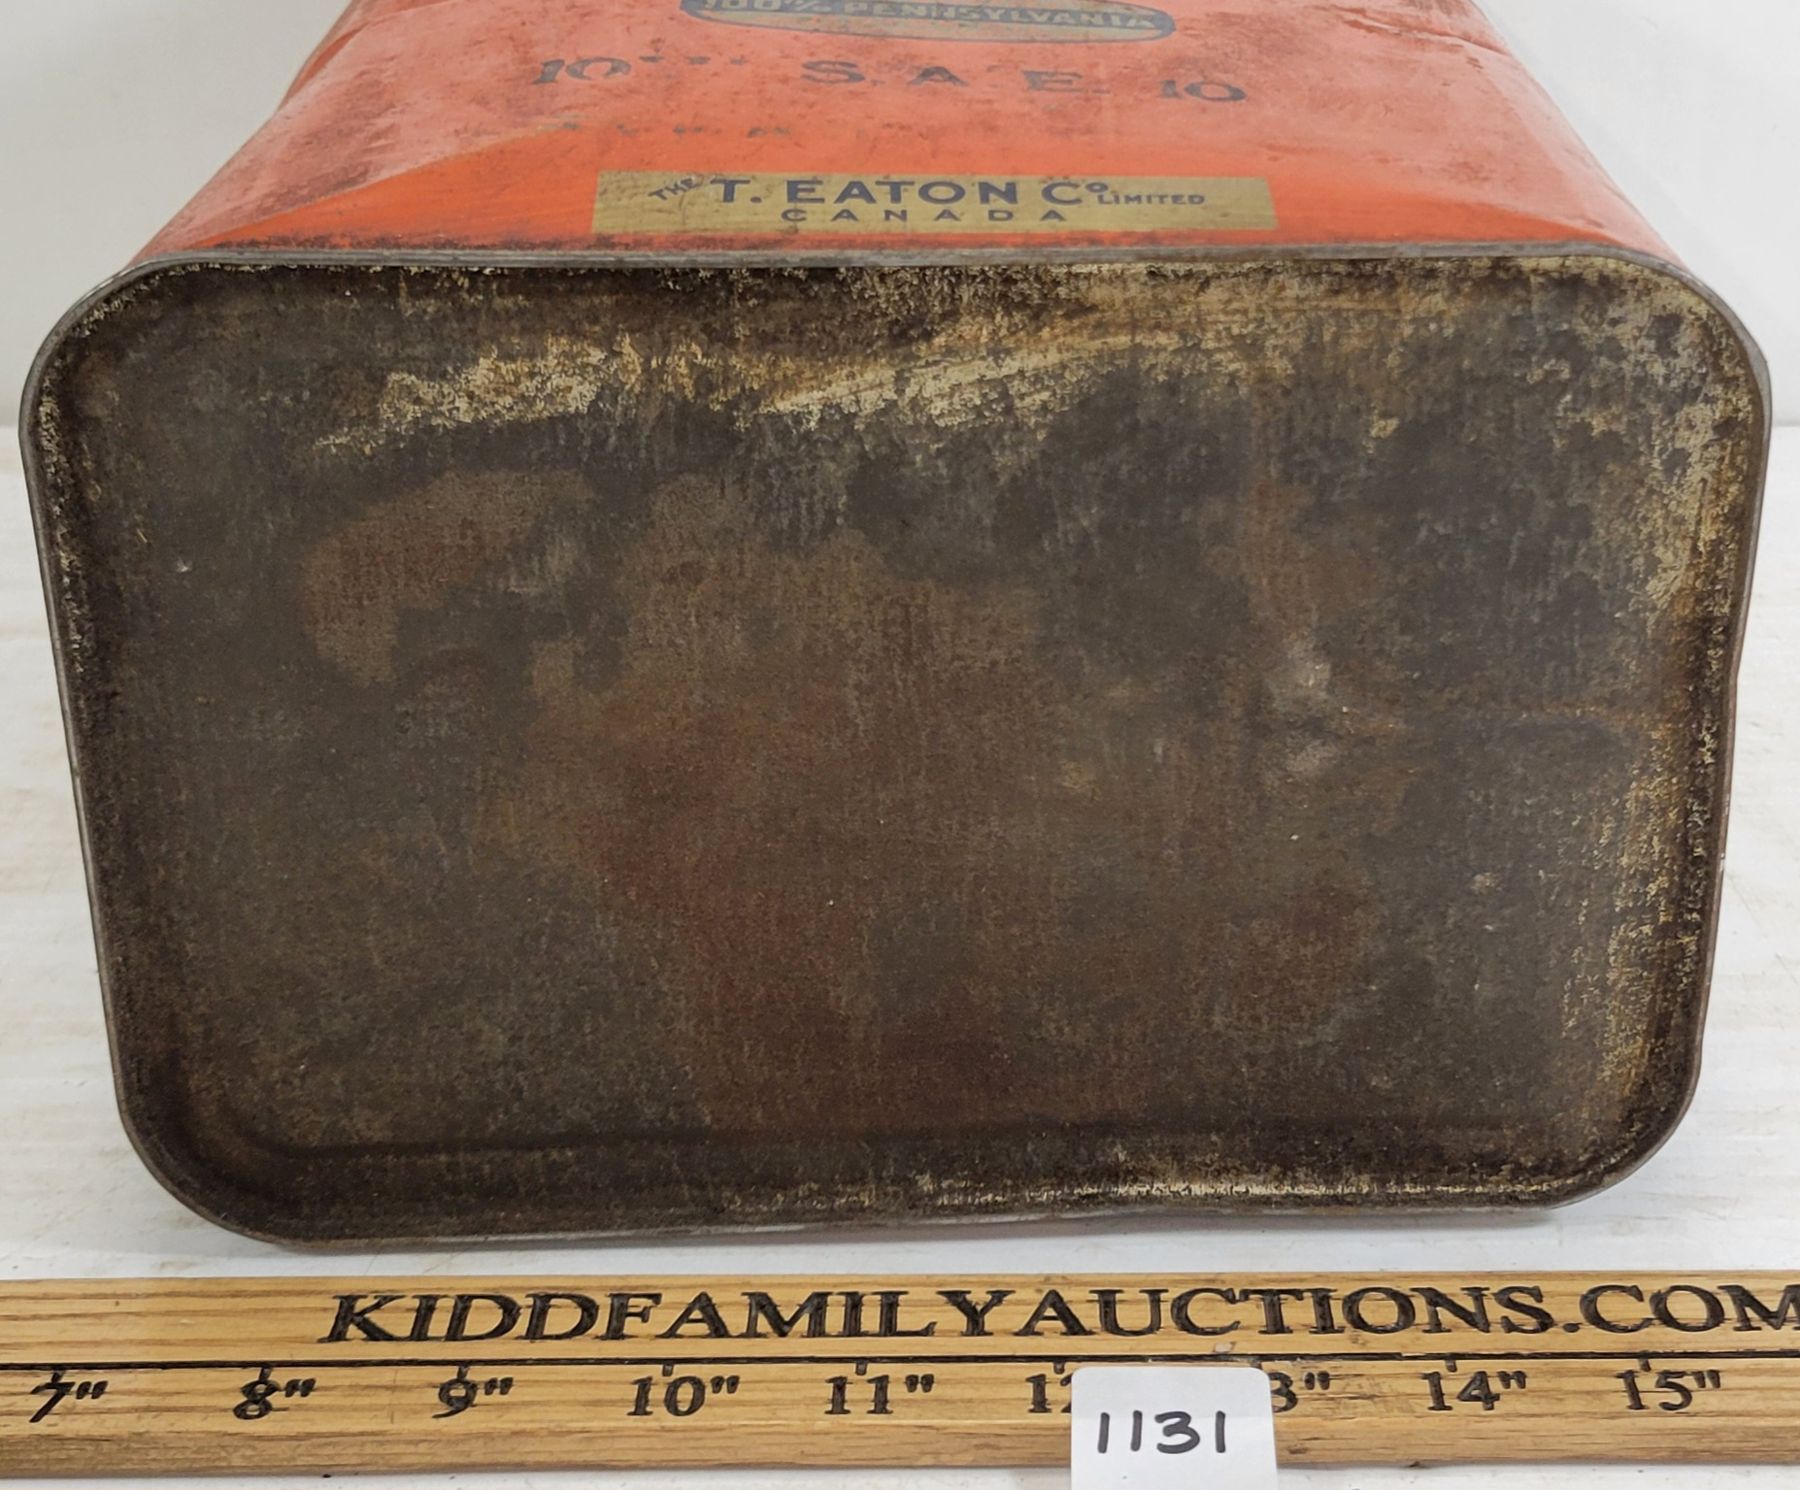 100% PENNSYLVANIA
10 S.A.E. 10
THE T. EATON Co LIMITED
CANADA
KIDDFAMILYAUCTIONS.COM
7" 8" 9" 10" 11" 14" 15"
1131